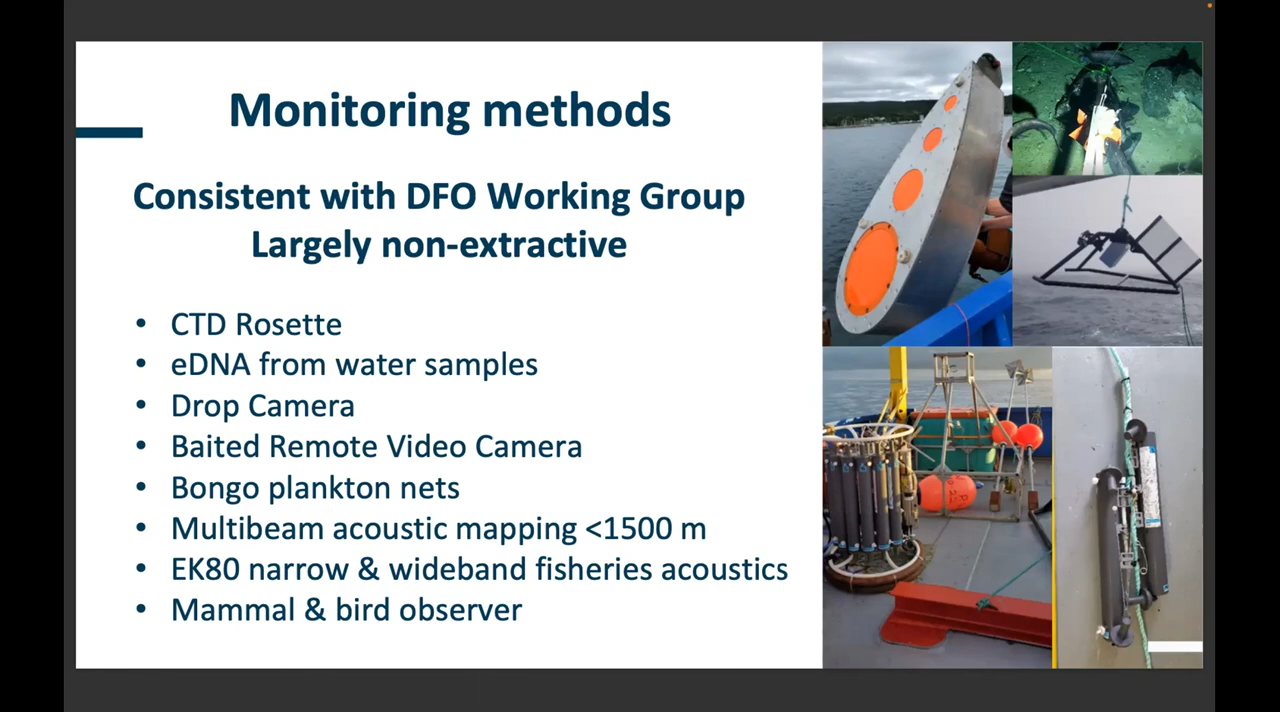 Monitoring methods
Consistent with DFO Working Group
Largely non-extractive
• CTD Rosette
• eDNA from water samples
• Drop Camera
• Baited Remote Video Camera
• Bongo plankton nets
• Multibeam acoustic mapping <1500 m
• EK80 narrow & wideband fisheries acoustics
• Mammal & bird observer